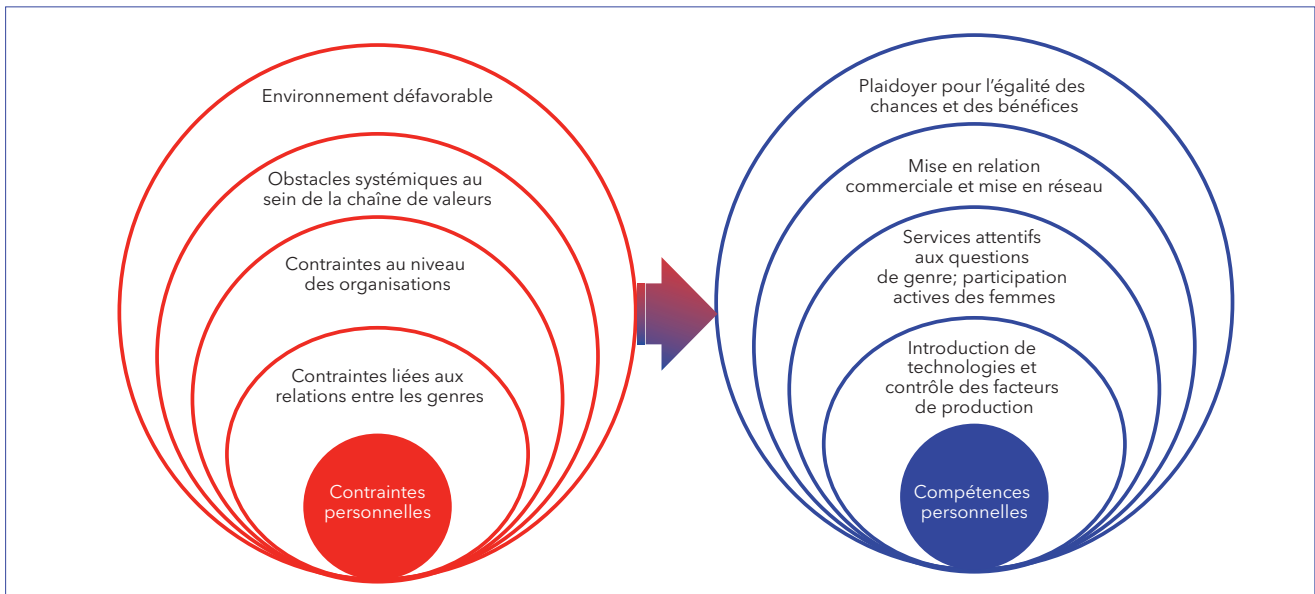 Environnement défavorable
Obstacles systémiques au
sein de la chaîne de valeurs
Contraintes au niveau
des organisations
Contraintes liées aux
relations entre les genres
Contraintes
personnelles
Plaidoyer pour l'égalité des
chances et des bénéfices
Mise en relation
commerciale et mise en réseau
Services attentifs
aux questions
de genre; participation
actives des femmes
Introduction de
technologies et
contrôle des facteurs
de production
Compétences
personnelles